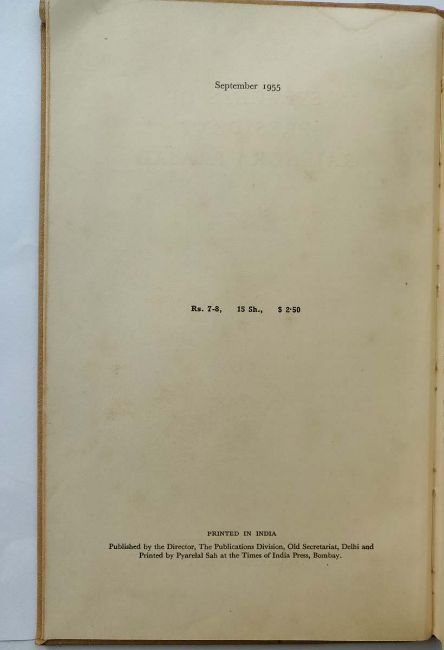 September 1955
Rs. 7-8, 15 Sh., $ 2·50
PRINTED IN INDIA
Published by the Director, The Publications Division, Old Secretariat, Delhi and
Printed by Pyarelal Sah at the Times of India Press, Bombay.